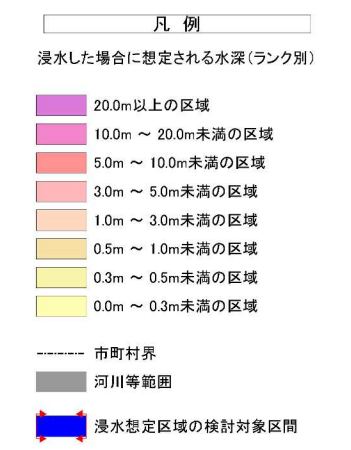 凡 例
浸水した場合に想定される水深(ランク別)
20.0m以上の区域
10.0m ～ 20.0m未満の区域
5.0m ～ 10.0m未満の区域
3.0m ～ 5.0m未満の区域
1.0m ～ 3.0m未満の区域
0.5m ～ 1.0m未満の区域
0.3m ～ 0.5m未満の区域
0.0m ～ 0.3m未満の区域
市町村界
河川等範囲
浸水想定区域の検討対象区間